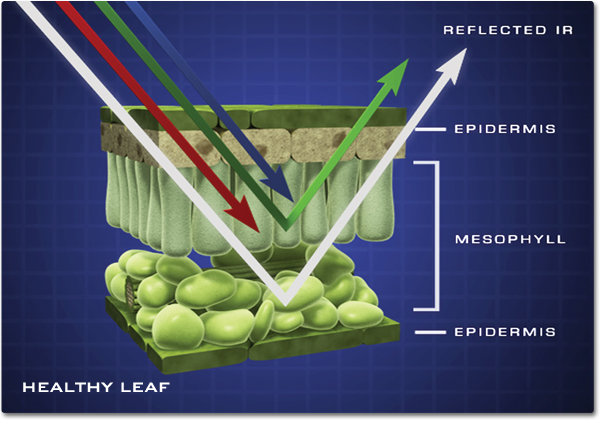 REFLECTED IR
EPIDERMIS
MESOPHYLL
EPIDERMIS
HEALTHY LEAF